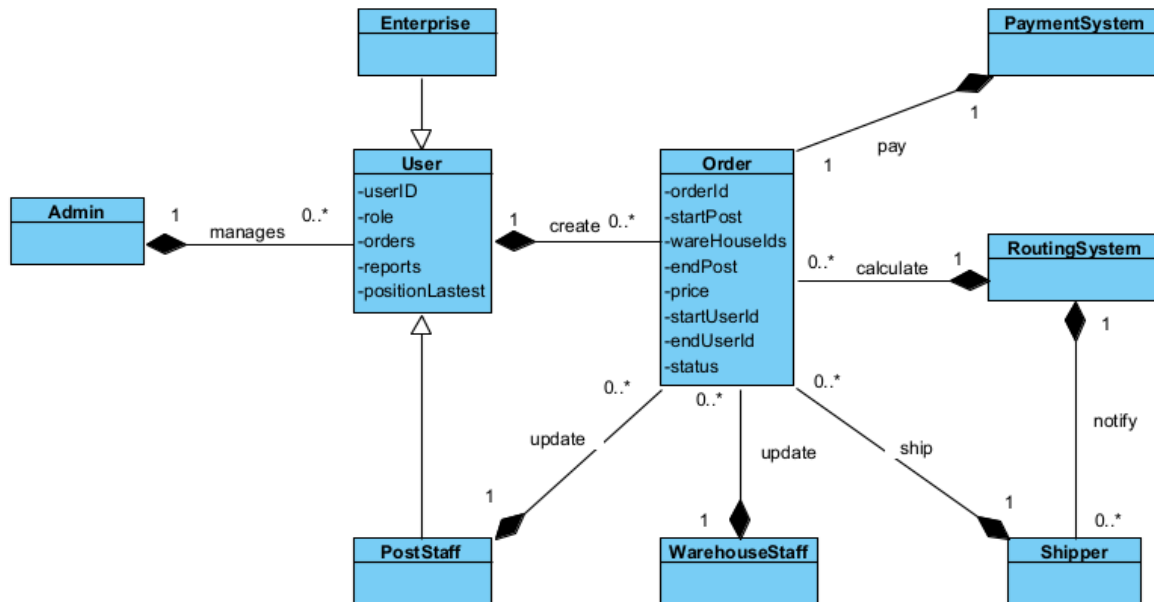 Enterprise
PaymentSystem
1
pay
1
User
-userID
-role
-orders
-reports
-positionLastest
Order
-orderId
-startPost
-wareHouseIds
-endPost
-price
-startUserId
-endUserId
-status
Admin
1
manages
0..*
1
create
0..*
RoutingSystem
0..*
calculate
1
1
notify
0..*
0..*
update
1
0..*
update
1
0..*
ship
1
PostStaff
WarehouseStaff
Shipper